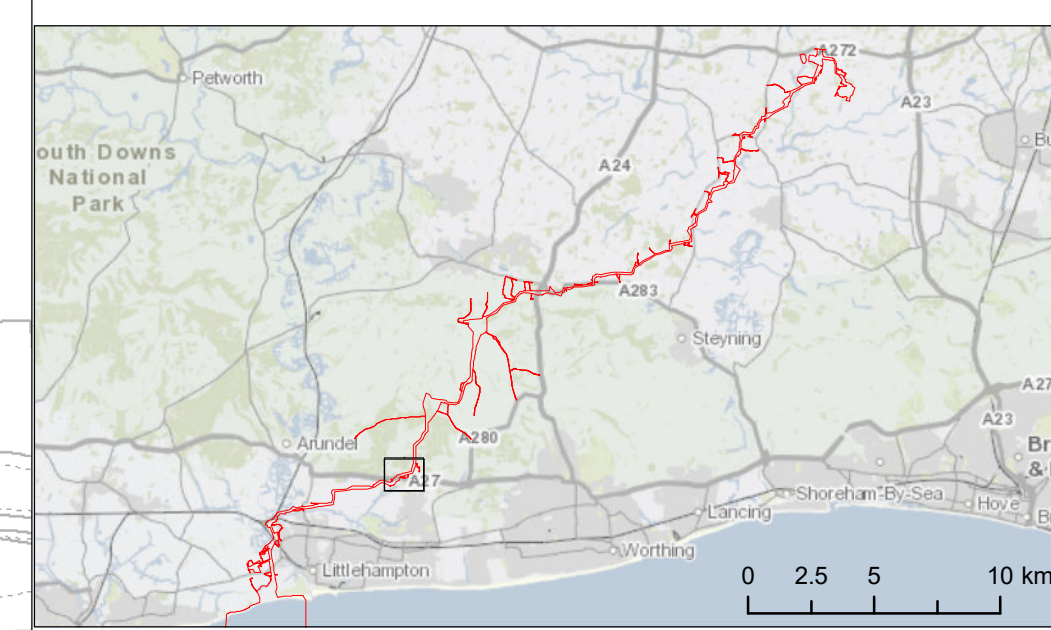 A272
Petworth
A23
Bu
outh Downs
National
Park
A24
A283
Steyning
A27
A23
Arundel
A280
Br
&
A27
Shoreham-By-Sea
Hove
B
Lancing
Worthing
Littlehampton
0 2.5 5 10 km